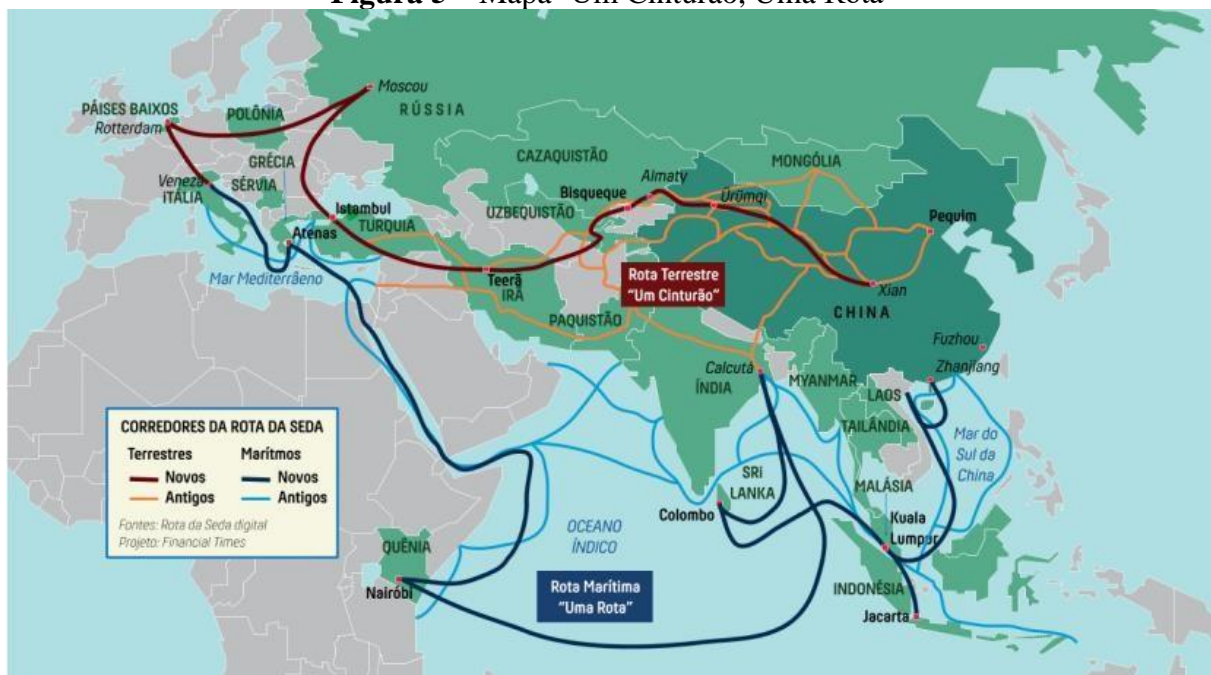 Mapa "Um Cinturão, Uma Rota"
Moscou
PÁISES BAIXOS
Rotterdam
POLÔNIA
RÚSSIA
GRÉCIA
SÉRVIA
Veneza
ITÁLIA
CAZAQUISTÃO
MONGÓLIA
Almaty
Bisqueque
Ürümqi
UZBEQUISTÃO
Istambul
TURQUIA
Atenas
Pequim
Mar Mediterrâeno
Teerã
IRÃ
Rota Terrestre
"Um Cinturão"
Xian
PAQUISTÃO
CHINA
Fuzhou
Zhanjiang
Calcutá
ÍNDIA
MYANMAR
LAOS
TAILÂNDIA
Mar do
Sul da
China
CORREDORES DA ROTA DA SEDA
Terrestres
Marítmos
Novos
Novos
Antigos
Antigos
Fontes: Rota da Seda digital
Projeto: Financial Times
SRI
LANKA
MALÁSIA
Colombo
Kuala
Lumpur
OCEANO
ÍNDICO
QUÊNIA
Nairóbi
Rota Marítima
"Uma Rota"
INDONÉSIA
Jacarta